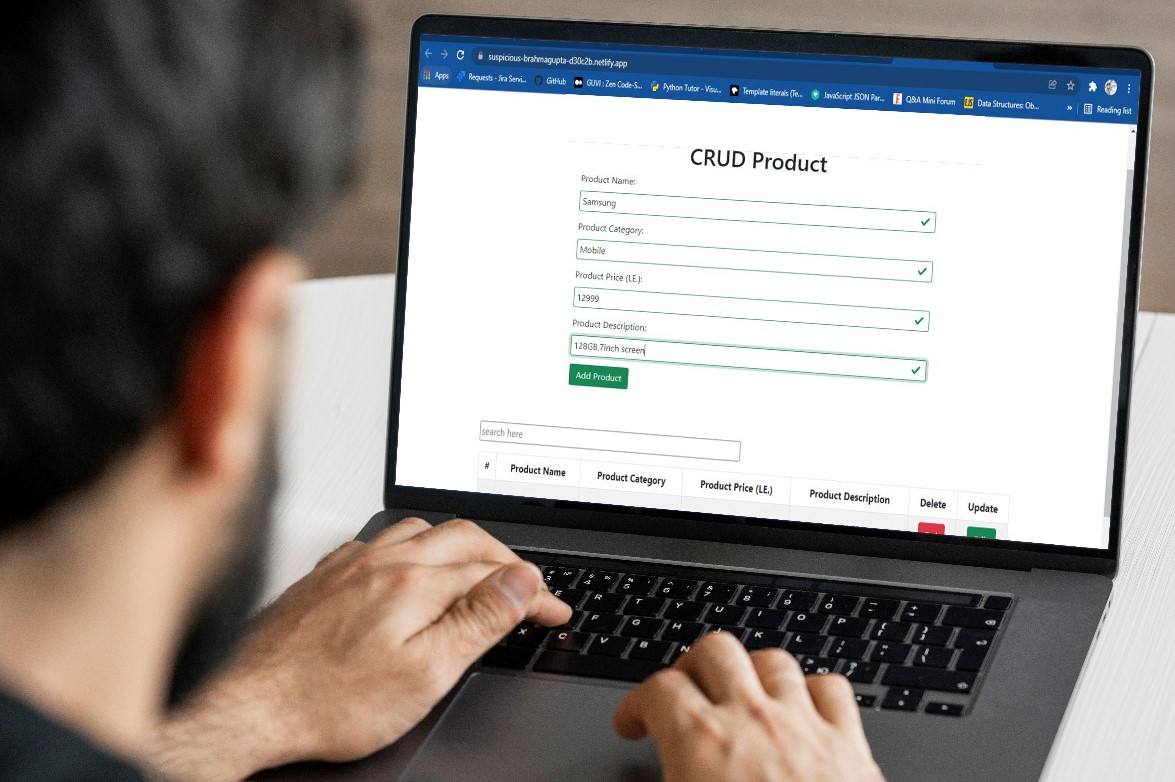 suspicious-brahmagupta-d30c2b.netlify.app
Apps Requests - Jira Servi... GitHub GUVI : Zen Code-S... Python Tutor - Visu... Template literals (Te... JavaScript JSON Par... Q&A Mini Forum Data Structures: Ob... » Reading list
CRUD Product
Product Name:
Samsung
Product Category:
Mobile
Product Price (LE.):
12999
Product Description:
128GB,7inch screen
Add Product
search here
# Product Name Product Category Product Price (LE.) Product Description Delete Update
E R T Y U I O P
F G H J K L
X C V B N